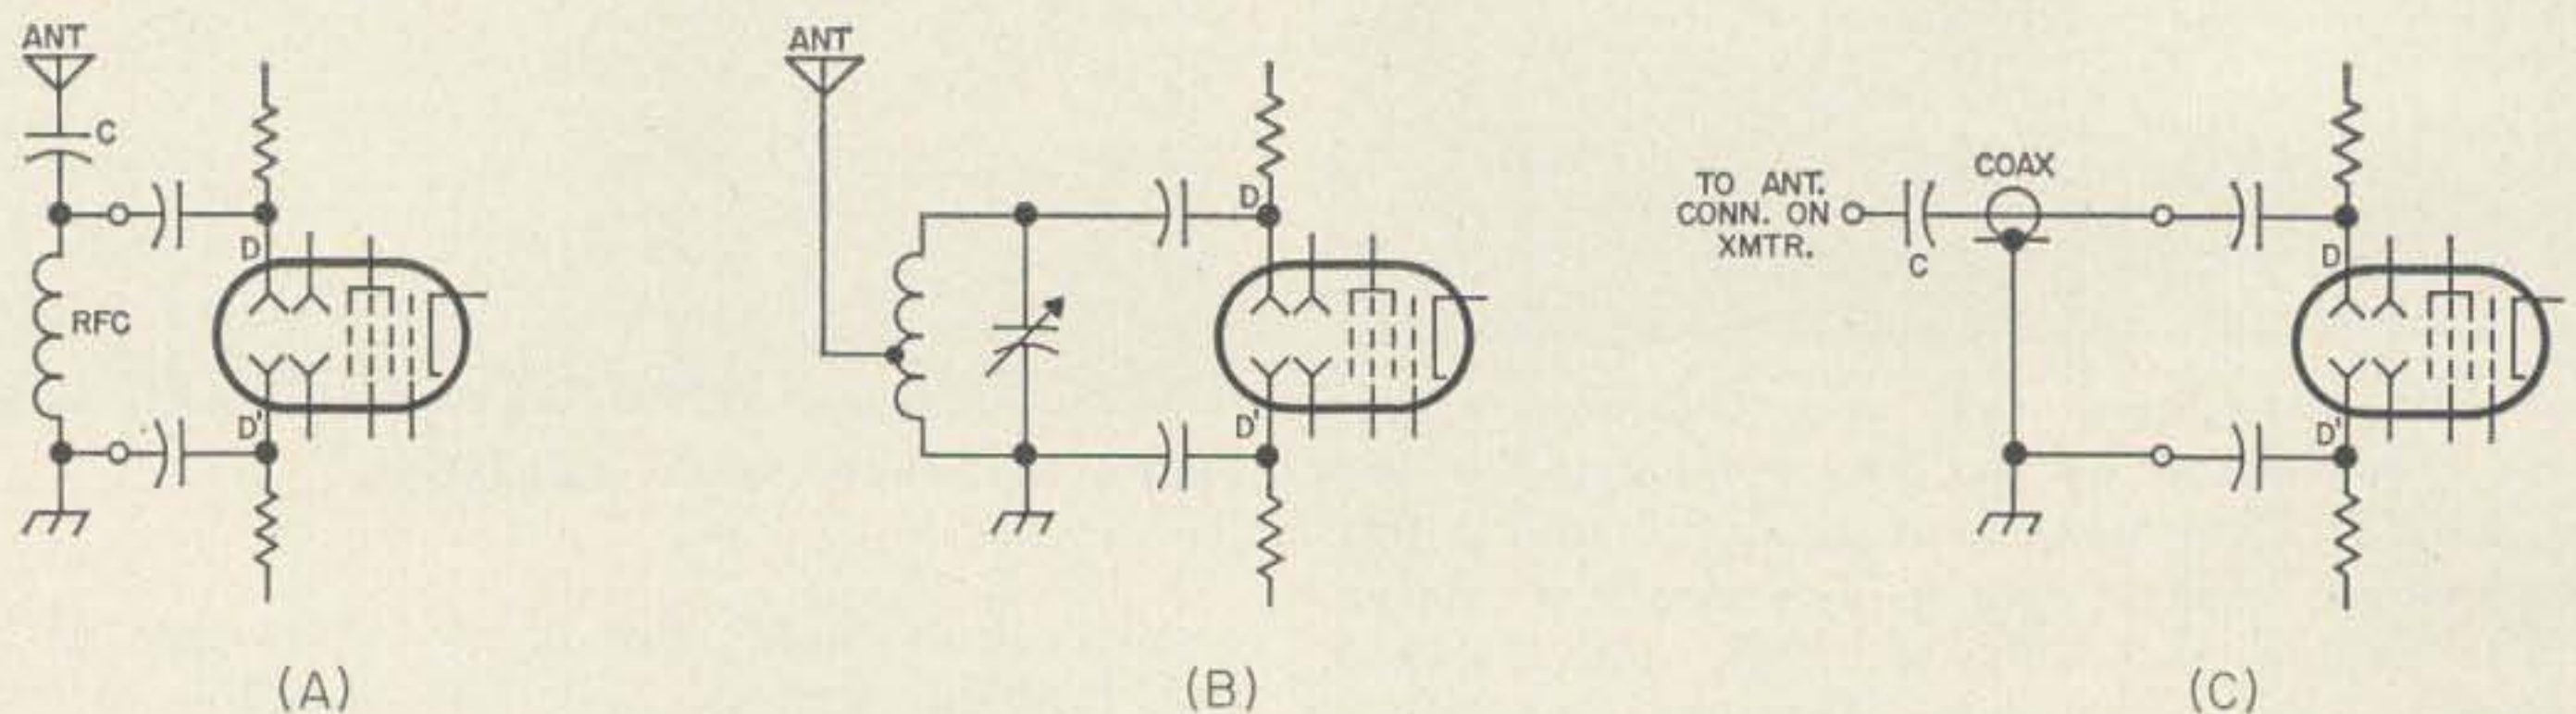 ANT
C
D
RFC
D'
(A)
ANT
D
D'
(B)
TO ANT.
CONN. ON
XMTR.
C
COAX
D
D'
(C)